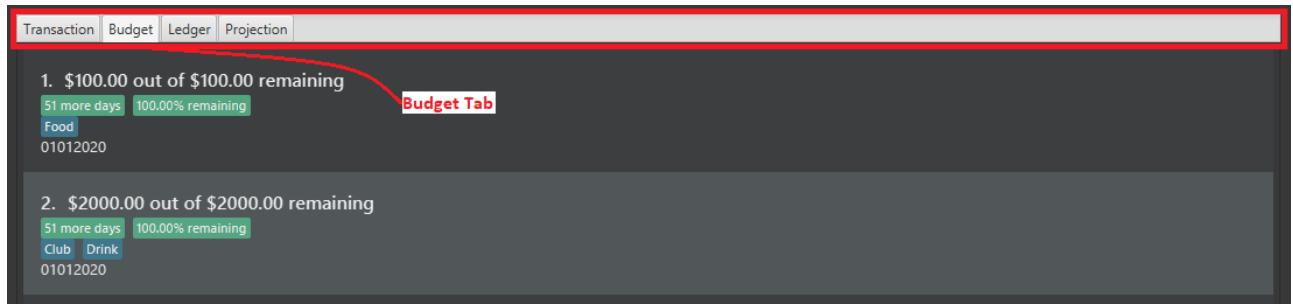 Transaction Budget Ledger Projection
1. $100.00 out of $100.00 remaining
51 more days 100.00% remaining
Budget Tab
Food
01012020
2. $2000.00 out of $2000.00 remaining
51 more days 100.00% remaining
Club Drink
01012020